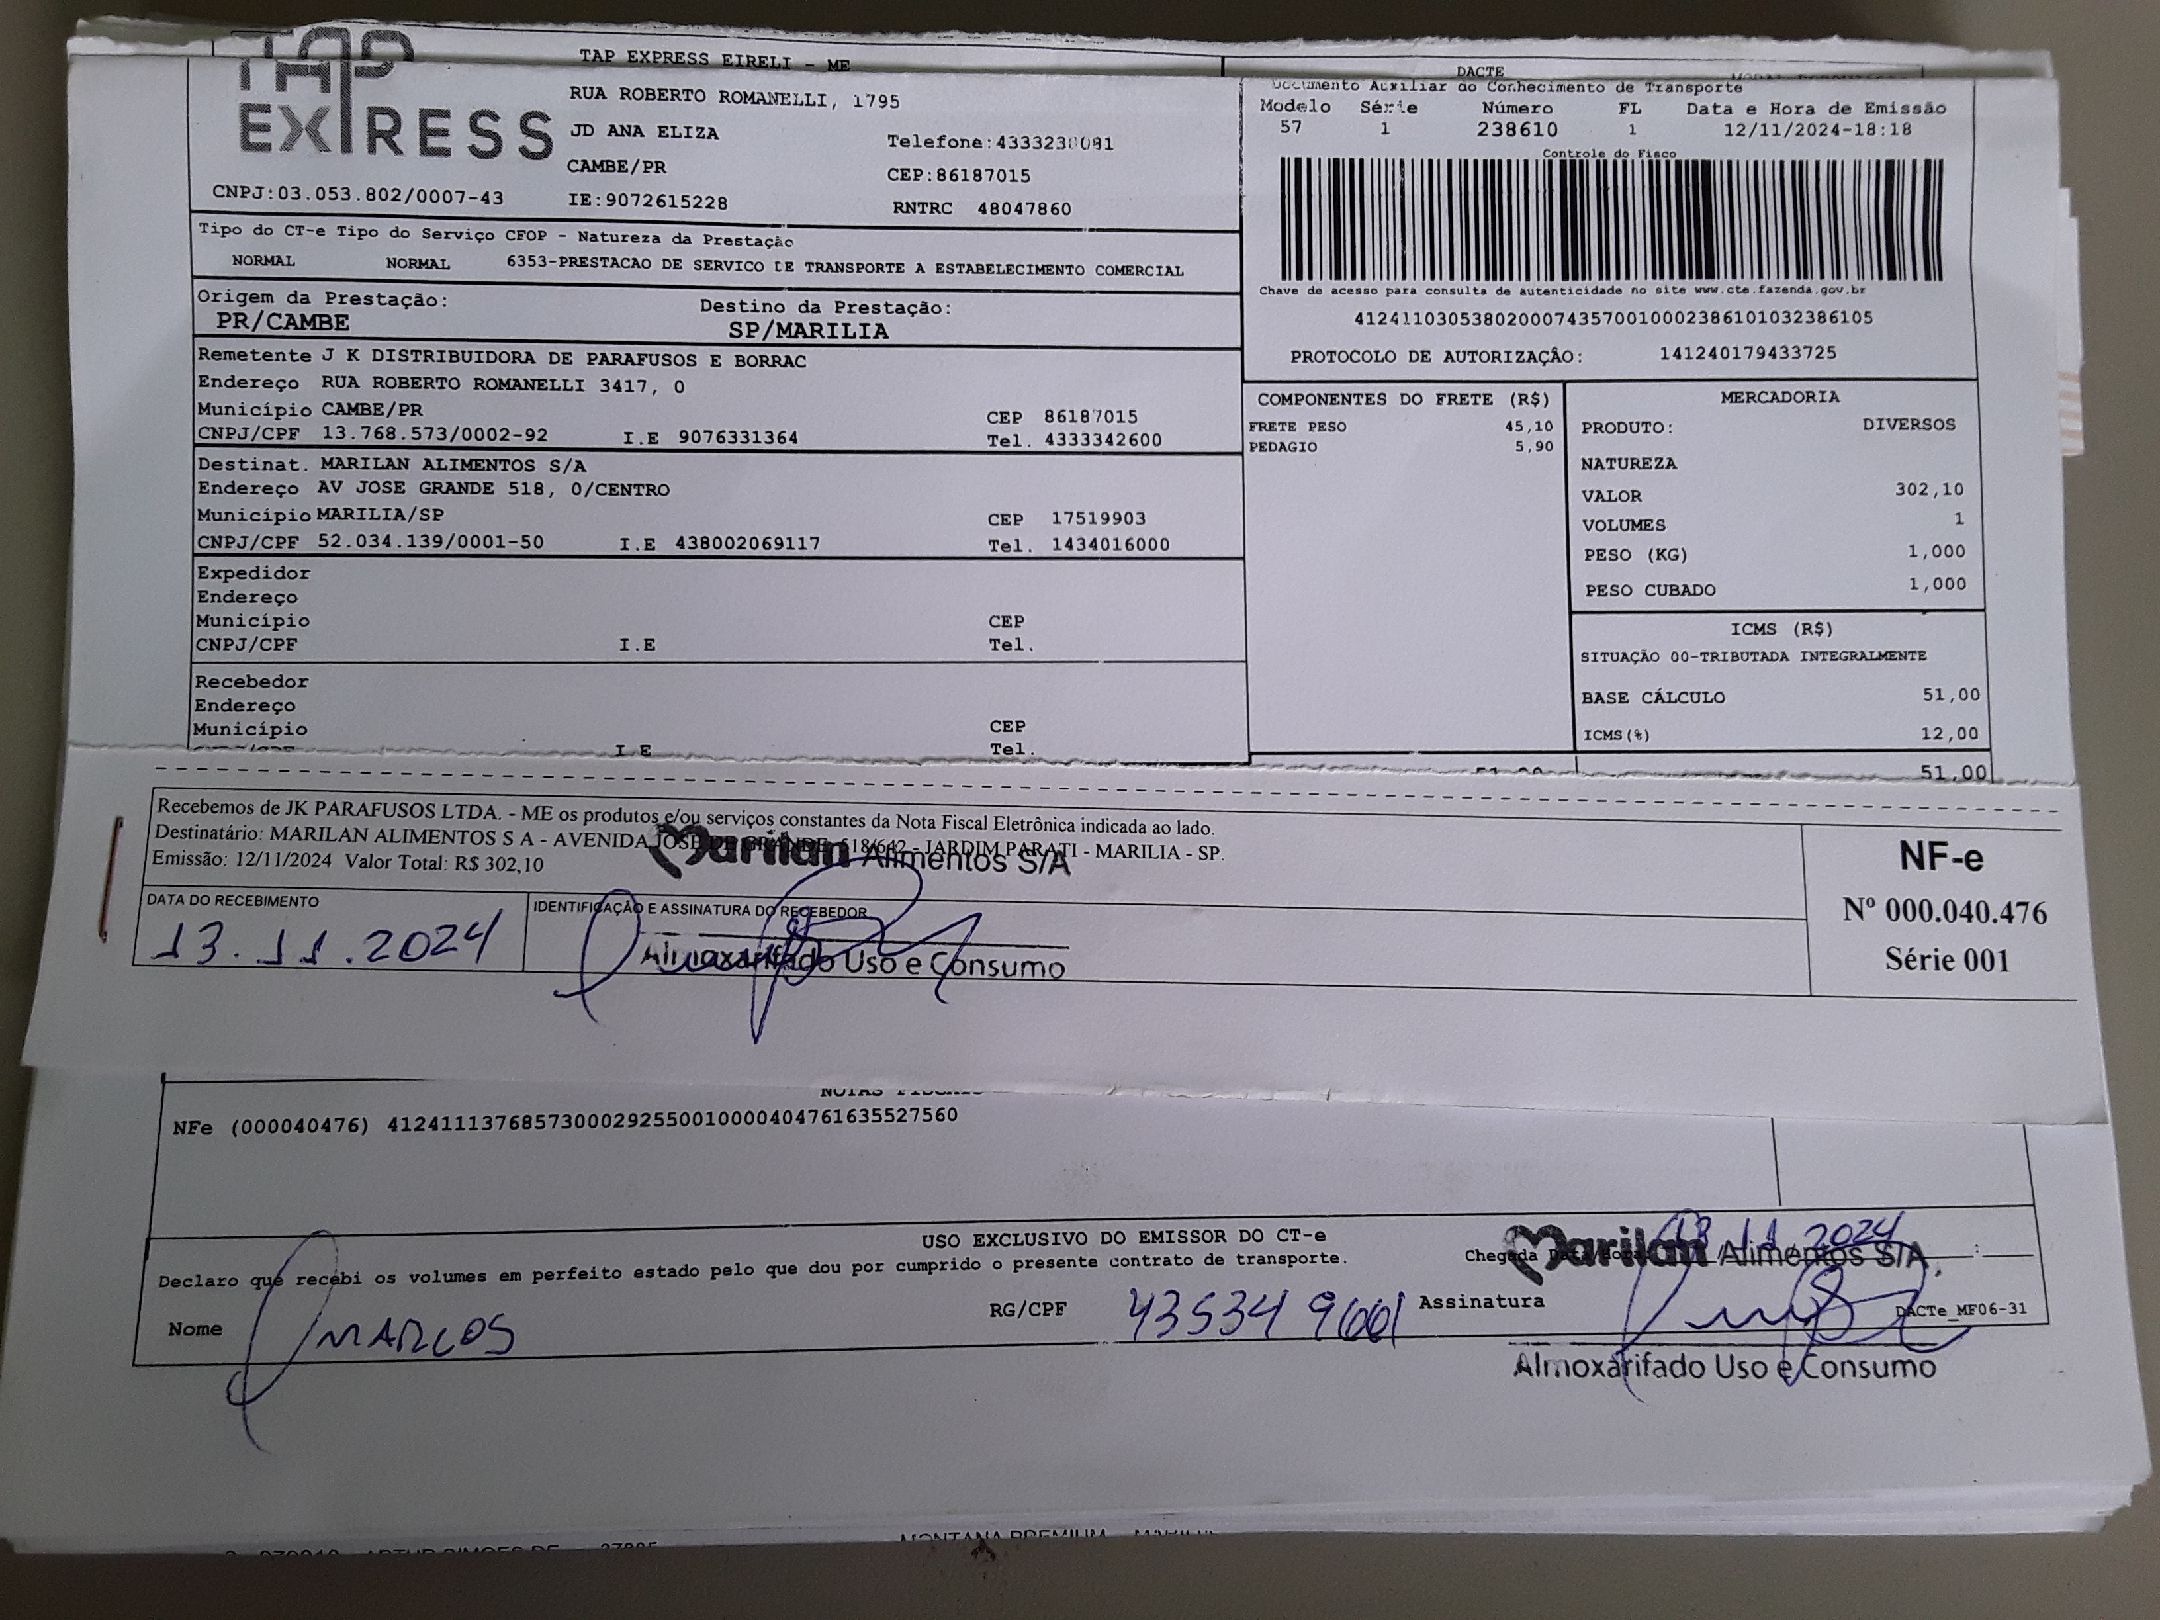 TAP EXPRESS
TAP EXPRESS EIRELI - ME
RUA ROBERTO ROMANELLI, 1795
JD ANA ELIZA
CAMBE/PR
CNPJ:03.053.802/0007-43 IE:9072615228
CEP:86187015
RNTRC 48047860
DACTE
Documento Auxiliar do Conhecimento de Transporte
Modelo Série Número FL Data e Hora de Emissão
57 1 238610 1 12/11/2024-18:18
Controle do Fisco
Chave de acesso para consulta de autenticidade no site www.cte.fazenda.gov.br
41241103053802000743570010002386101032386105
PROTOCOLO DE AUTORIZAÇÂO: 141240179433725
Tipo do CT-e Tipo do Serviço CFOP - Natureza da Prestação
NORMAL NORMAL 6353-PRESTACAO DE SERVICO DE TRANSPORTE A ESTABELECIMENTO COMERCIAL
Origem da Prestação: Destino da Prestação:
PR/CAMBE SP/MARILIA
Remetente J K DISTRIBUIDORA DE PARAFUSOS E BORRAC
Endereço RUA ROBERTO ROMANELLI 3417, 0
Município CAMBE/PR CEP 86187015
CNPJ/CPF 13.768.573/0002-92 I.E 9076331364 Tel. 4333342600
Destinat. MARILAN ALIMENTOS S/A
Endereço AV JOSE GRANDE 518, 0/CENTRO
Município MARILIA/SP CEP 17519903
CNPJ/CPF 52.034.139/0001-50 I.E 438002069117 Tel. 1434016000
Expedidor
Endereço
Município CEP
CNPJ/CPF I.E Tel.
Recebedor
Endereço
Município CEP
I.E Tel.
COMPONENTES DO FRETE (R$)
FRETE PESO 45,10
PEDAGIO 5,90
MERCADORIA
PRODUTO: DIVERSOS
NATUREZA
VALOR 302,10
VOLUMES 1
PESO (KG) 1,000
PESO CUBADO 1,000
ICMS (R$)
SITUAÇÃO 00-TRIBUTADA INTEGRALMENTE
BASE CÁLCULO 51,00
ICMS(%) 12,00
51,00
Recebemos de JK PARAFUSOS LTDA. - ME os produtos e/ou serviços constantes da Nota Fiscal Eletrônica indicada ao lado.
Destinatário: MARILAN ALIMENTOS S A - AVENIDA JOSE DE GRANDE, 518/642 - JARDIM PARATI - MARILIA - SP.
Emissão: 12/11/2024 Valor Total: R$ 302,10
Marilan Alimentos S/A
DATA DO RECEBIMENTO IDENTIFICAÇÃO E ASSINATURA DO RECEBEDOR
13.11.2024
Almoxarifado Uso e Consumo
NF-e
Nº 000.040.476
Série 001
NOTAS FISCAIS
NFe (000040476) 41241113768573000292550010000404761635527560
USO EXCLUSIVO DO EMISSOR DO CT-e
Declaro que recebi os volumes em perfeito estado pelo que dou por cumprido o presente contrato de transporte.
Chegada Data/Hora 13.11.2024 :
Marilan Alimentos S/A
Nome MARCOS RG/CPF Assinatura
DACTe_MF06-31
Almoxarifado Uso e Consumo
MONTANA PREMIUM